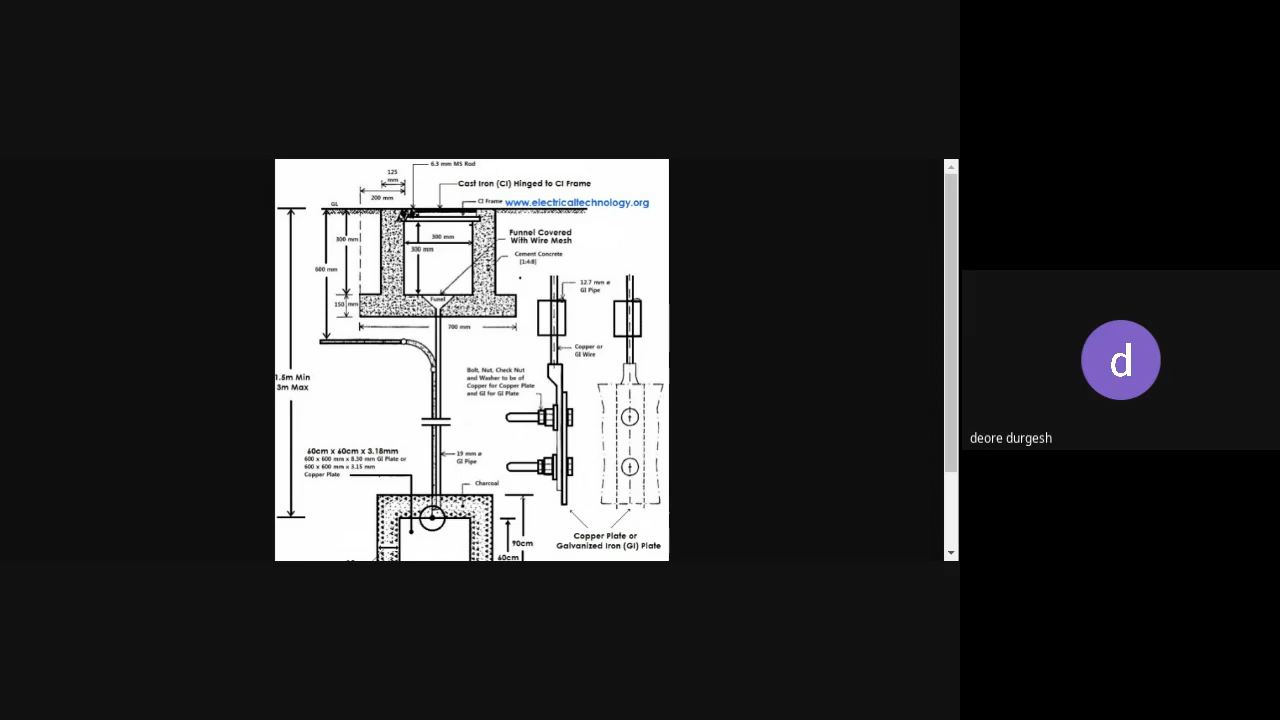 6.3 mm MS Rod
125
mm
Cast Iron (CI) Hinged to CI Frame
200 mm
CI Frame
www.electricaltechnology.org
GL
Funnel Covered
With Wire Mesh
300 mm
300 mm
300 mm
Cement Concrete
(1:4:8)
600 mm
12.7 mm ø
GI Pipe
Funel
150 mm
700 mm
Copper or
GI Wire
1.5m Min
3m Max
Bolt, Nut, Check Nut
and Washer to be of
Copper for Copper Plate
and GI for GI Plate
60cm x 60cm x 3.18mm
600 x 600 mm x 8.30 mm GI Plate or
600 x 600 mm x 3.15 mm
Copper Plate
19 mm ø
GI Pipe
Charcoal
90cm
60cm
Copper Plate or
Galvanized Iron (GI) Plate
d
deore durgesh